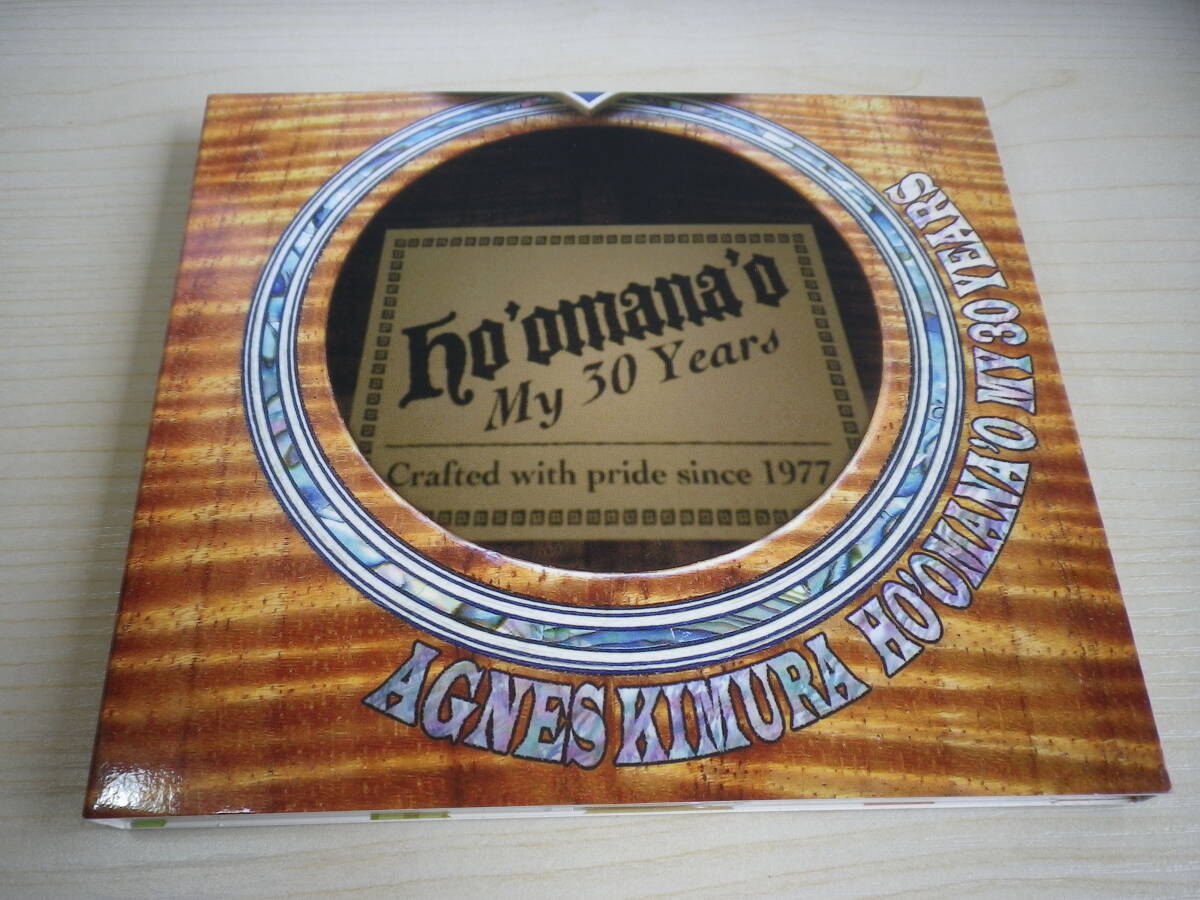 Ho'omana'o
My 30 Years
Crafted with pride since 1977
AGNES KIMURA HO'OMANA'O MY 30 YEARS